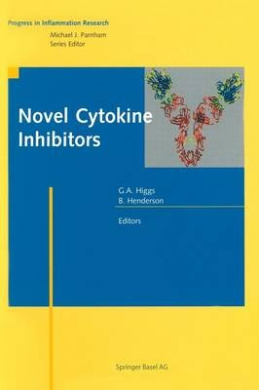 Progress in Inflammation Research
Michael J. Parnham
Series Editor
Novel Cytokine
Inhibitors
G.A. Higgs
B. Henderson
Editors
Springer Basel AG